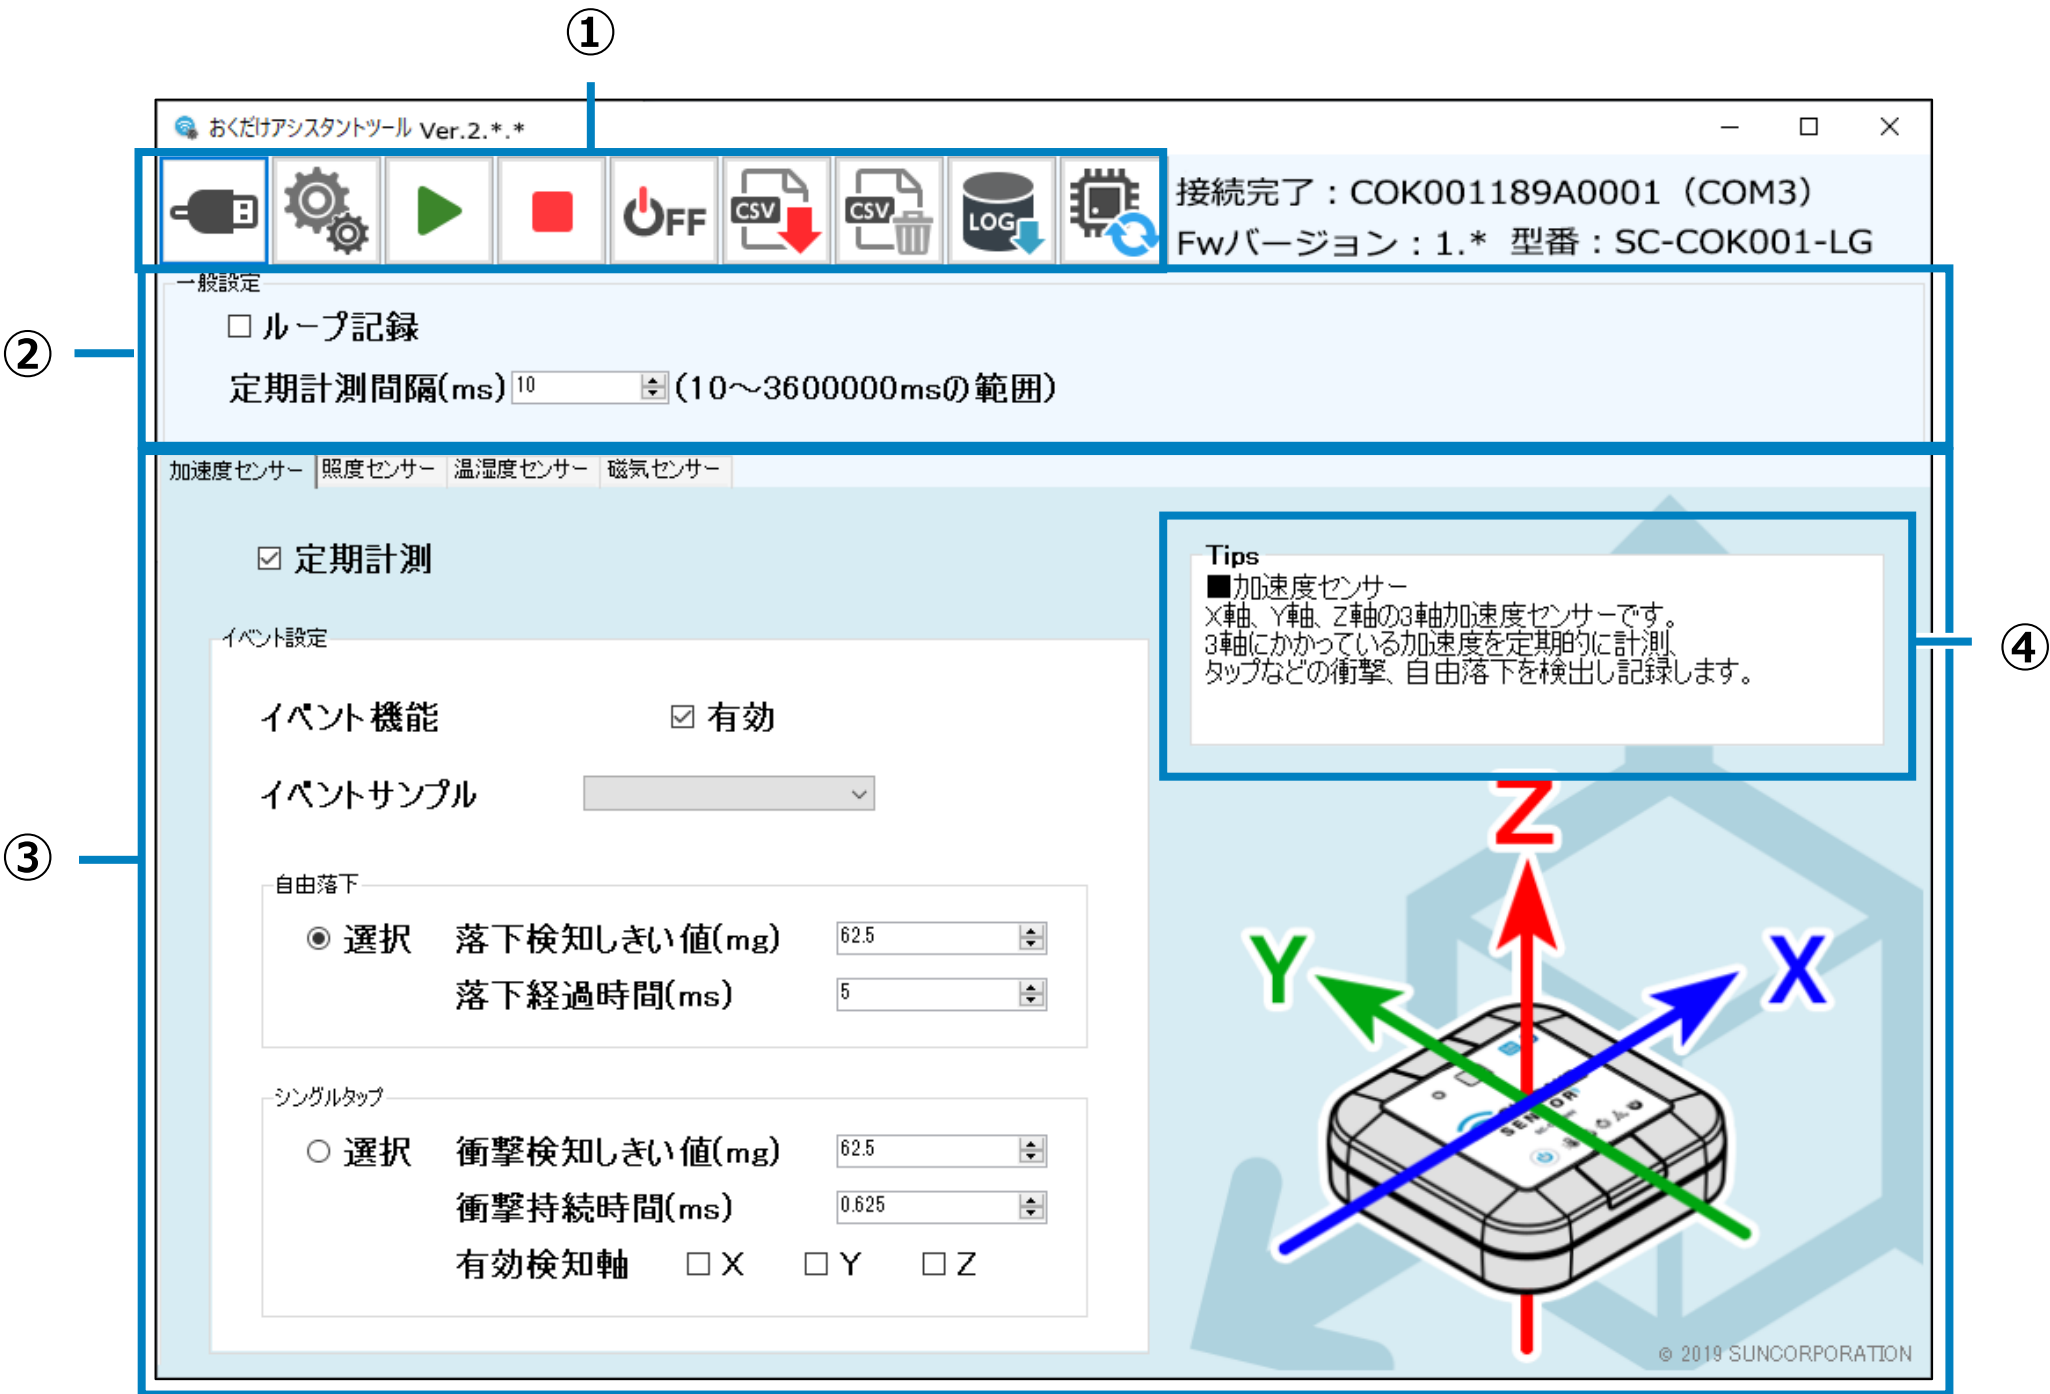 ①
おくだけアシスタントツール Ver.2.*.*
OFF
CSV
CSV
LOG
接続完了：COK001189A0001（COM3）
Fwバージョン：1.* 型番：SC-COK001-LG
②
一般設定
ループ記録
定期計測間隔(ms) 10 (10～3600000msの範囲)
加速度センサー 照度センサー 温湿度センサー 磁気センサー
③
定期計測
イベント設定
イベント機能 有効
イベントサンプル
自由落下
選択 落下検知しきい値(mg) 62.5
落下経過時間(ms) 5
シングルタップ
選択 衝撃検知しきい値(mg) 62.5
衝撃持続時間(ms) 0.625
有効検知軸 X Y Z
④
Tips
■加速度センサー
X軸、Y軸、Z軸の3軸加速度センサーです。
3軸にかかっている加速度を定期的に計測、
タップなどの衝撃、自由落下を検出し記録します。
Z
Y
X
© 2019 SUNCORPORATION